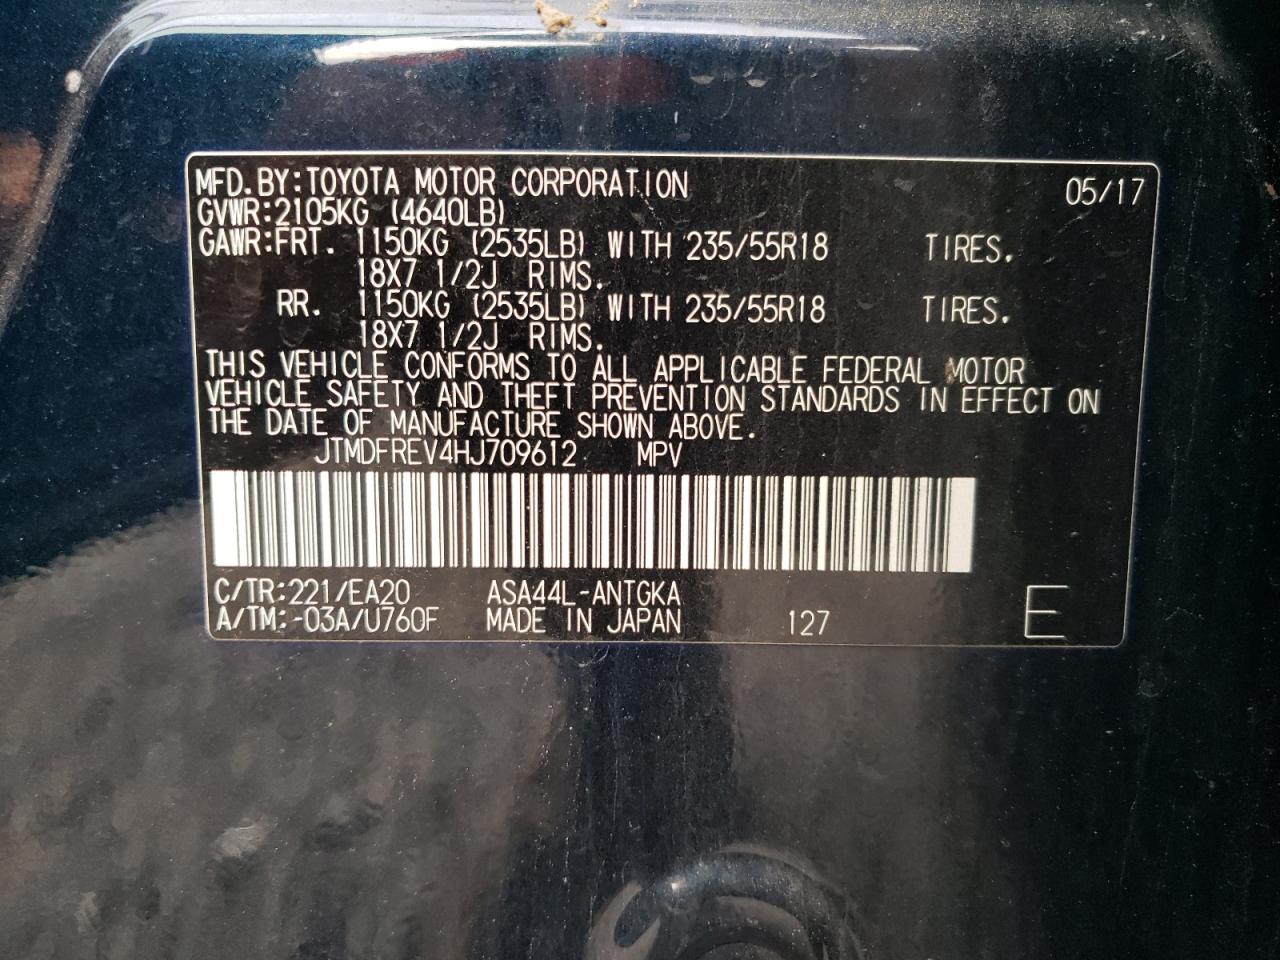 MFD.BY:TOYOTA MOTOR CORPORATION 05/17
GVWR:2105KG (4640LB)
GAWR:FRT. 1150KG (2535LB) WITH 235/55R18 TIRES.
18X7 1/2J RIMS.
RR. 1150KG (2535LB) WITH 235/55R18 TIRES.
18X7 1/2J RIMS.
THIS VEHICLE CONFORMS TO ALL APPLICABLE FEDERAL MOTOR
VEHICLE SAFETY AND THEFT PREVENTION STANDARDS IN EFFECT ON
THE DATE OF MANUFACTURE SHOWN ABOVE.
JTMDFREV4HJ709612 MPV
C/TR:221/EA20 ASA44L-ANTGKA
A/TM:-03A/U760F MADE IN JAPAN 127 E